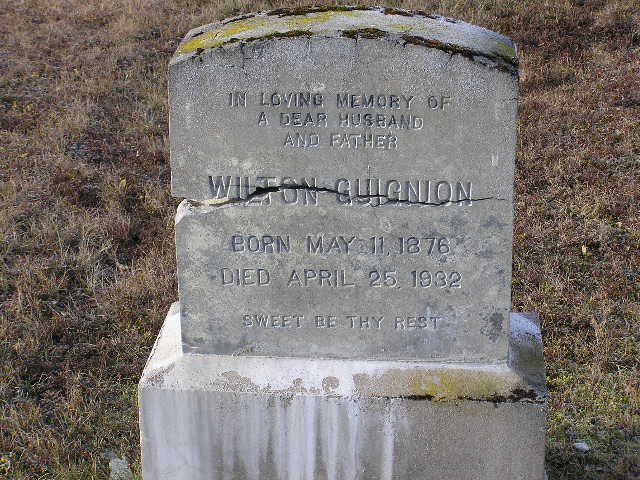 IN LOVING MEMORY OF
A DEAR HUSBAND
AND FATHER
WILTON GUIGNION
BORN MAY 11, 1876
DIED APRIL 25, 1932
SWEET BE THY REST